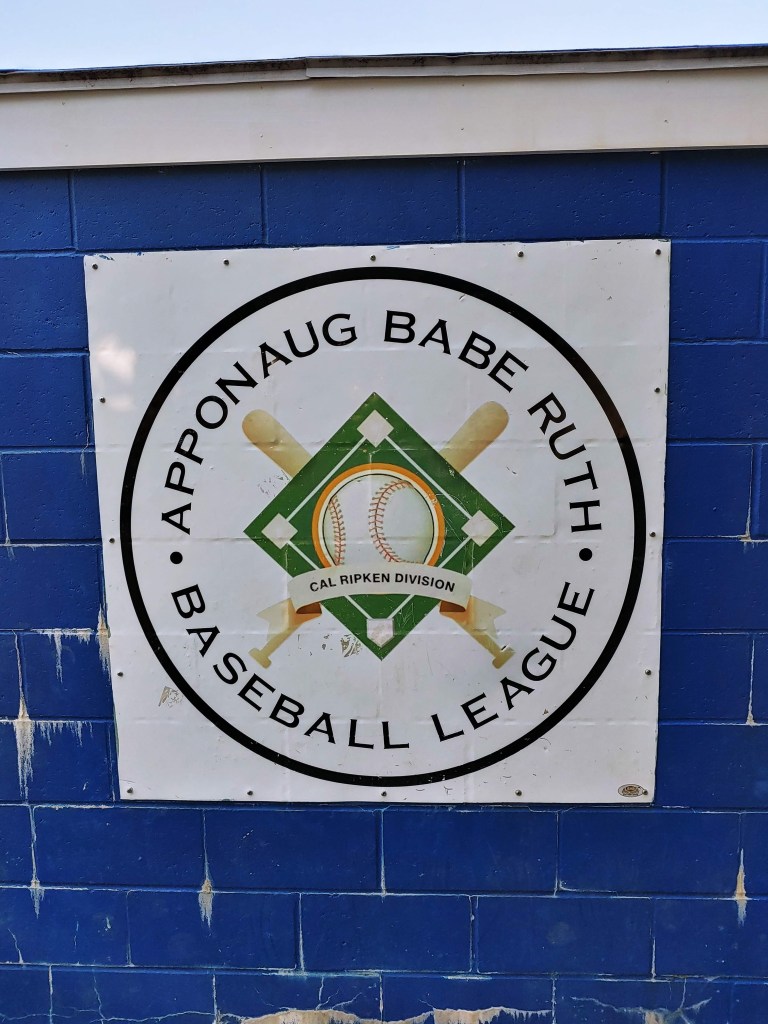 APPONAUG BABE RUTH
CAL RIPKEN DIVISION
BASEBALL LEAGUE